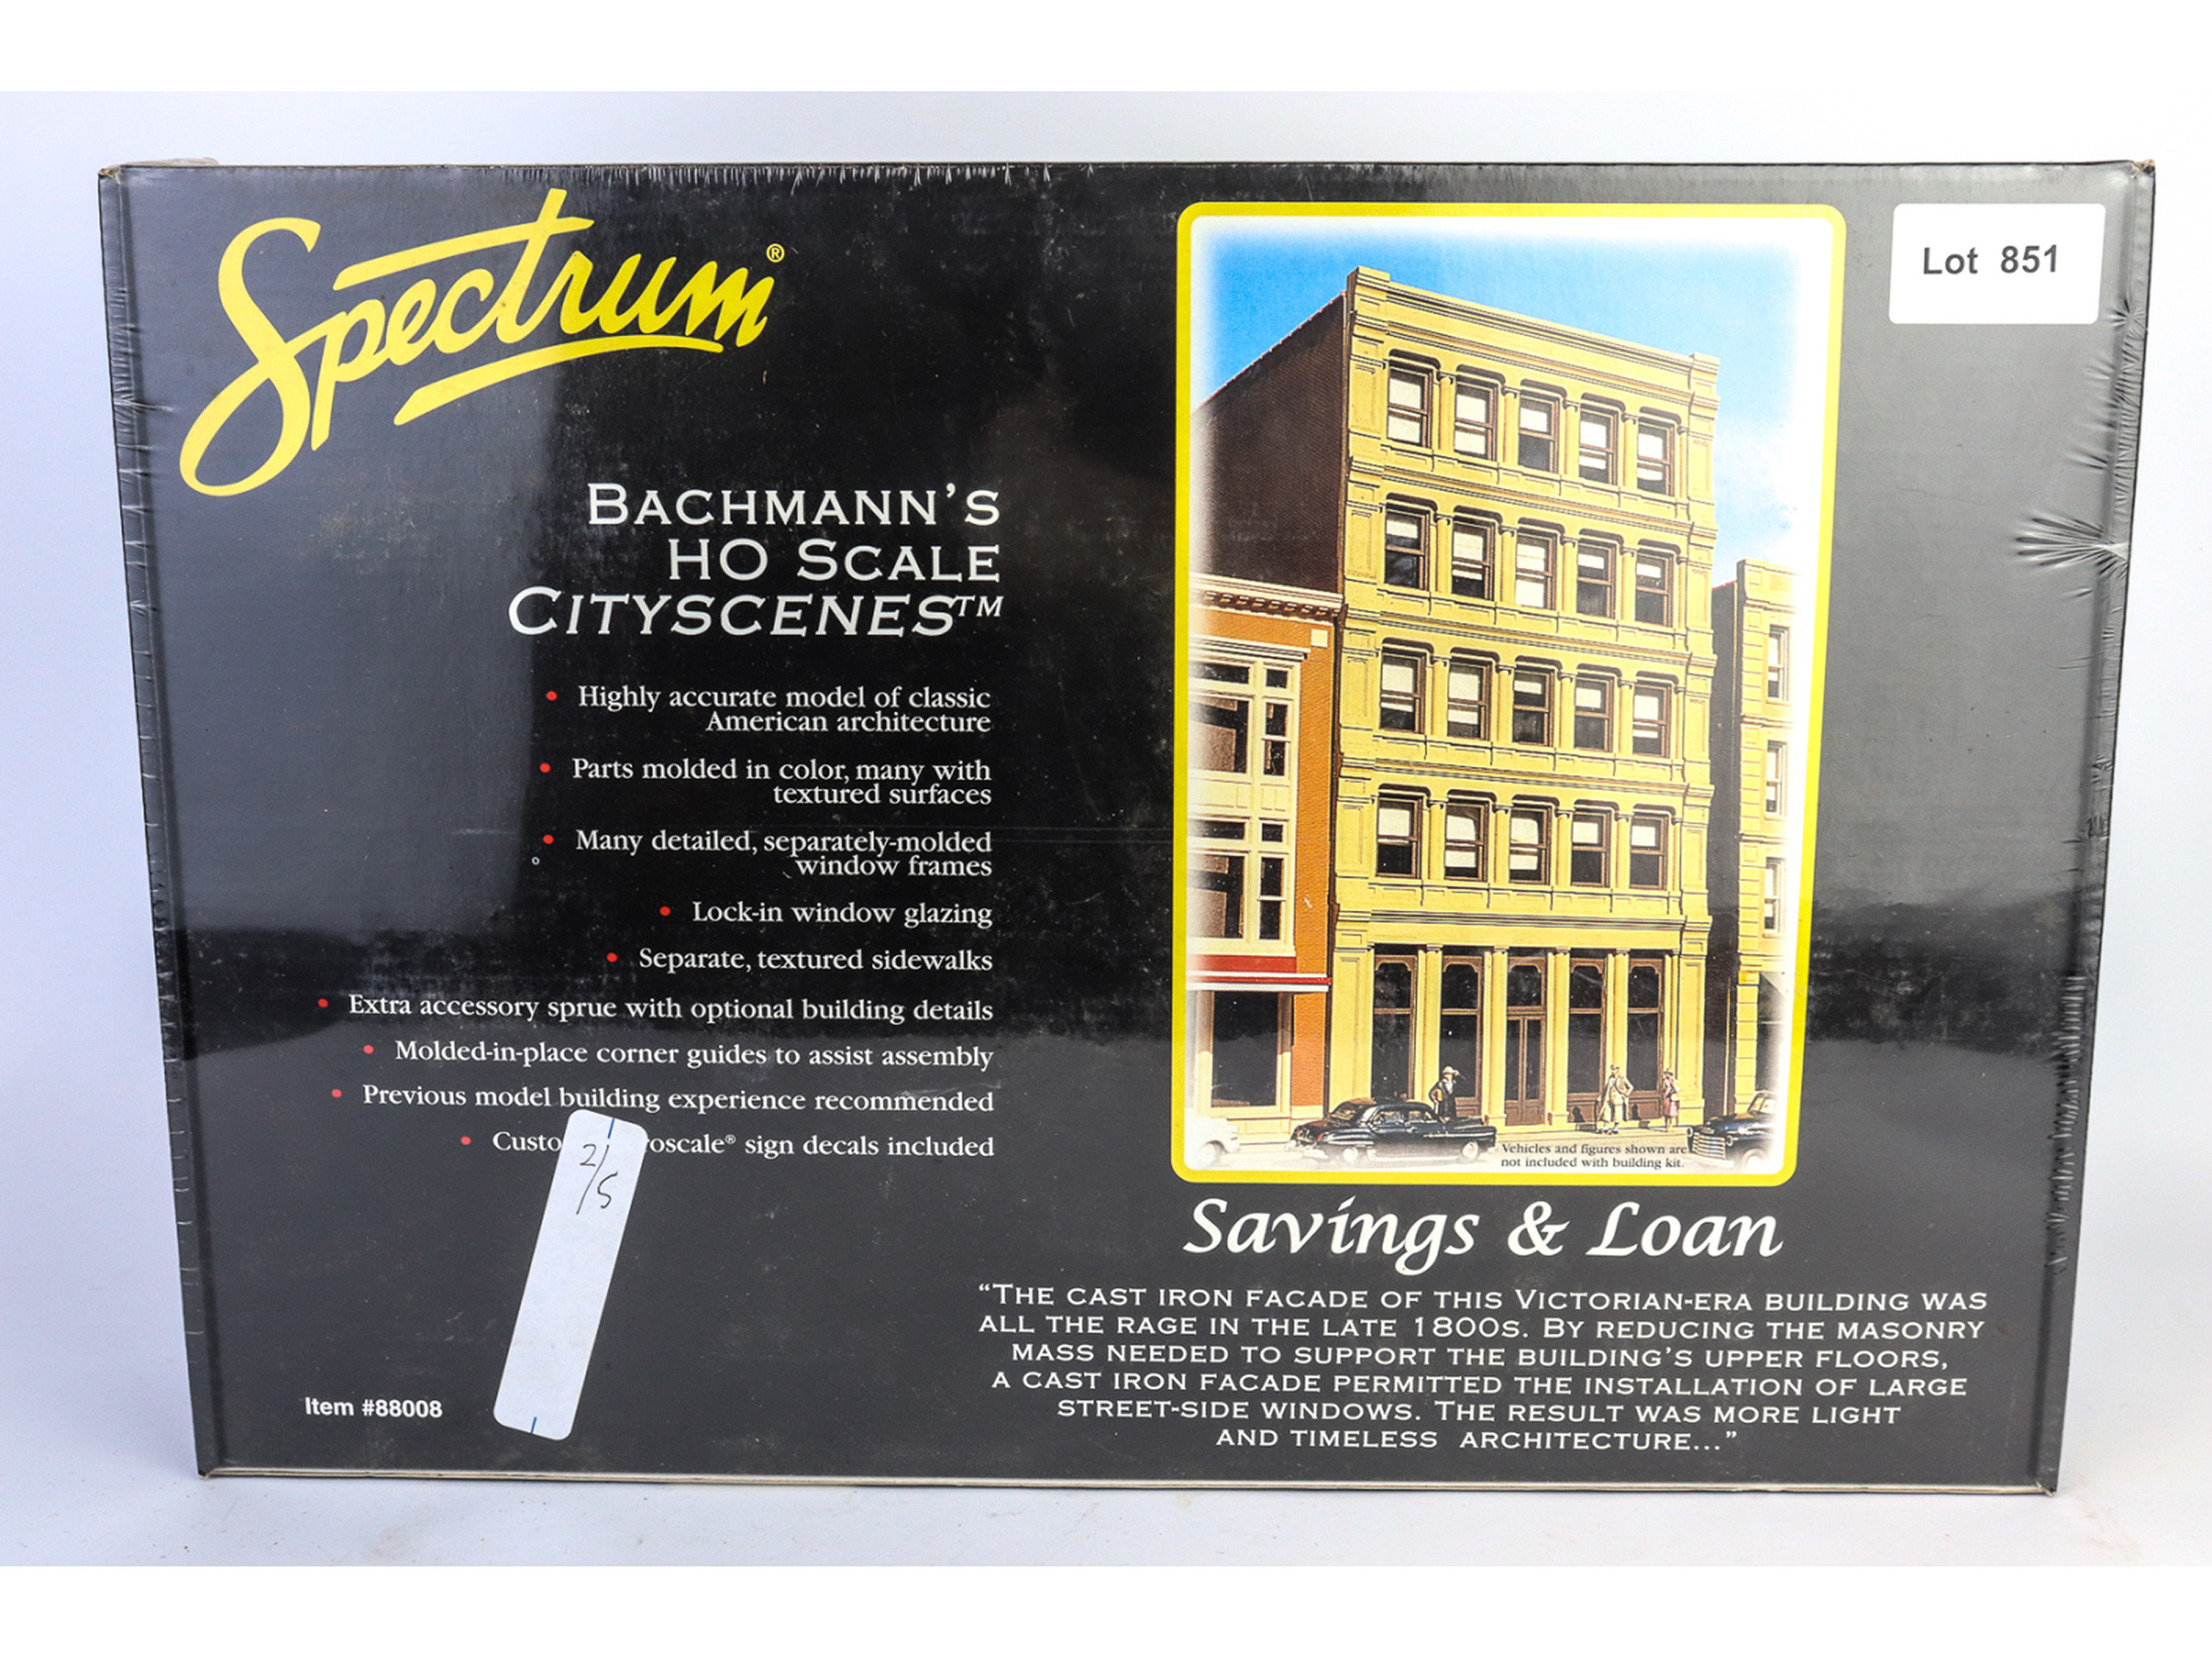 Spectrum®
BACHMANN'S
HO SCALE
CITYSCENES™
• Highly accurate model of classic
American architecture
• Parts molded in color, many with
textured surfaces
• Many detailed, separately-molded
window frames
• Lock-in window glazing
• Separate, textured sidewalks
• Extra accessory sprue with optional building details
• Molded-in-place corner guides to assist assembly
• Previous model building experience recommended
• Custo oscale® sign decals included
2/5
Item #88008
Lot 851
Vehicles and figures shown are
not included with building kit.
Savings & Loan
"THE CAST IRON FACADE OF THIS VICTORIAN-ERA BUILDING WAS
ALL THE RAGE IN THE LATE 1800S. BY REDUCING THE MASONRY
MASS NEEDED TO SUPPORT THE BUILDING'S UPPER FLOORS,
A CAST IRON FACADE PERMITTED THE INSTALLATION OF LARGE
STREET-SIDE WINDOWS. THE RESULT WAS MORE LIGHT
AND TIMELESS ARCHITECTURE..."